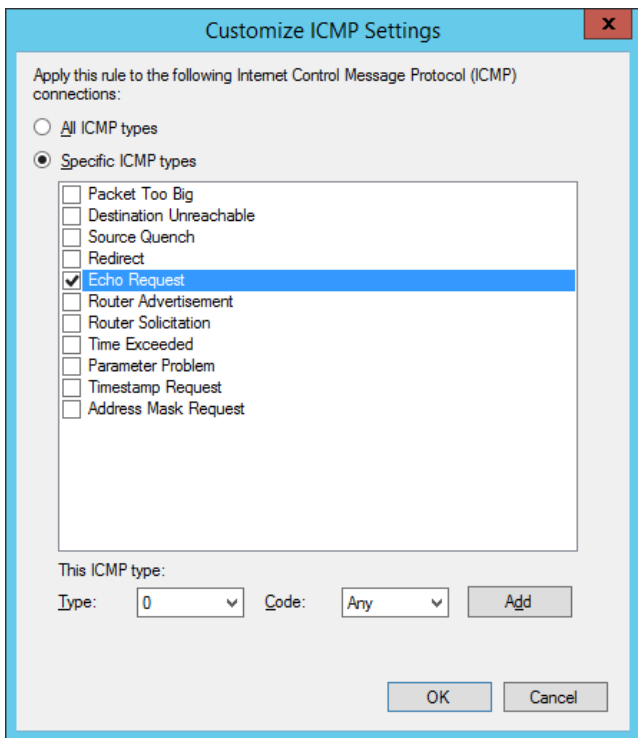 Customize ICMP Settings
x
Apply this rule to the following Internet Control Message Protocol (ICMP)
connections:
All ICMP types
Specific ICMP types
Packet Too Big
Destination Unreachable
Source Quench
Redirect
Echo Request
Router Advertisement
Router Solicitation
Time Exceeded
Parameter Problem
Timestamp Request
Address Mask Request
This ICMP type:
Type: 0 Code: Any Add
OK Cancel